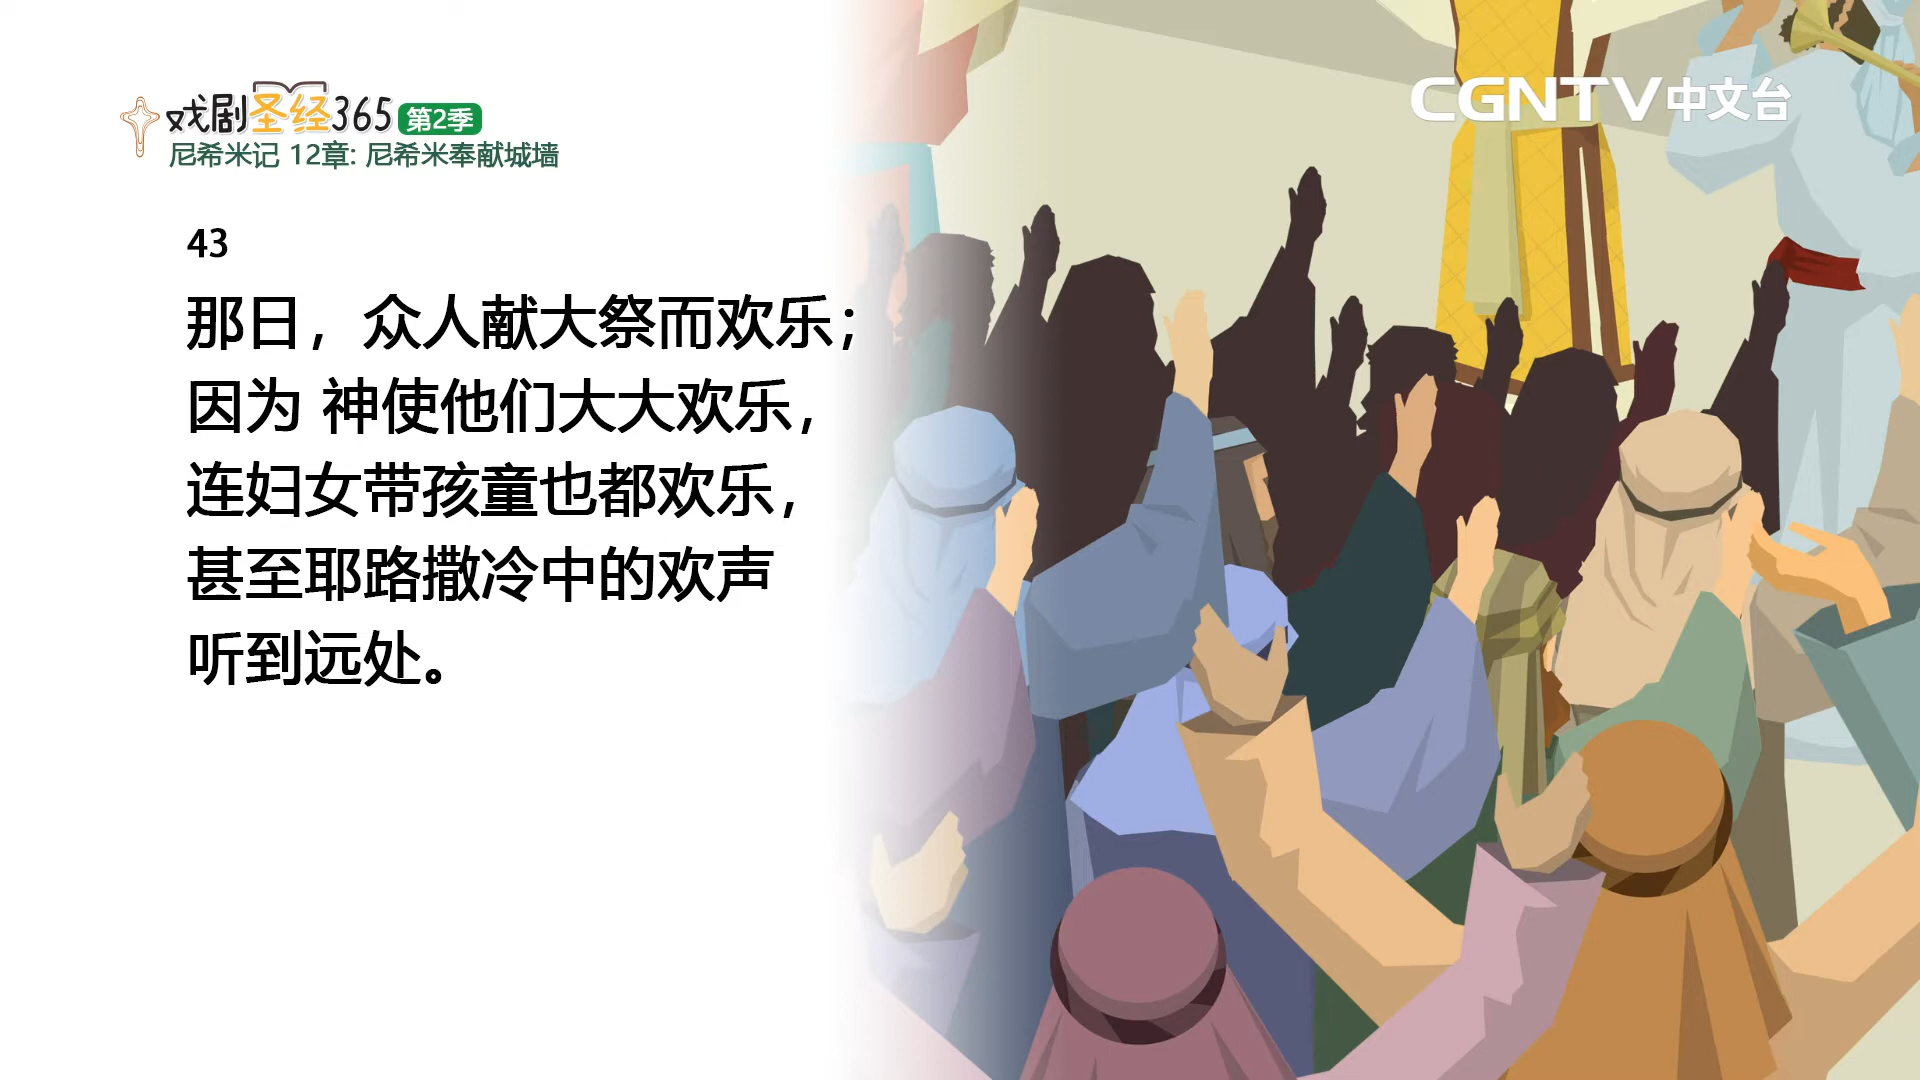 戏剧圣经365 第2季
尼希米记 12章: 尼希米奉献城墙
CGNTV中文台
43
那日，众人献大祭而欢乐；
因为 神使他们大大欢乐，
连妇女带孩童也都欢乐，
甚至耶路撒冷中的欢声
听到远处。